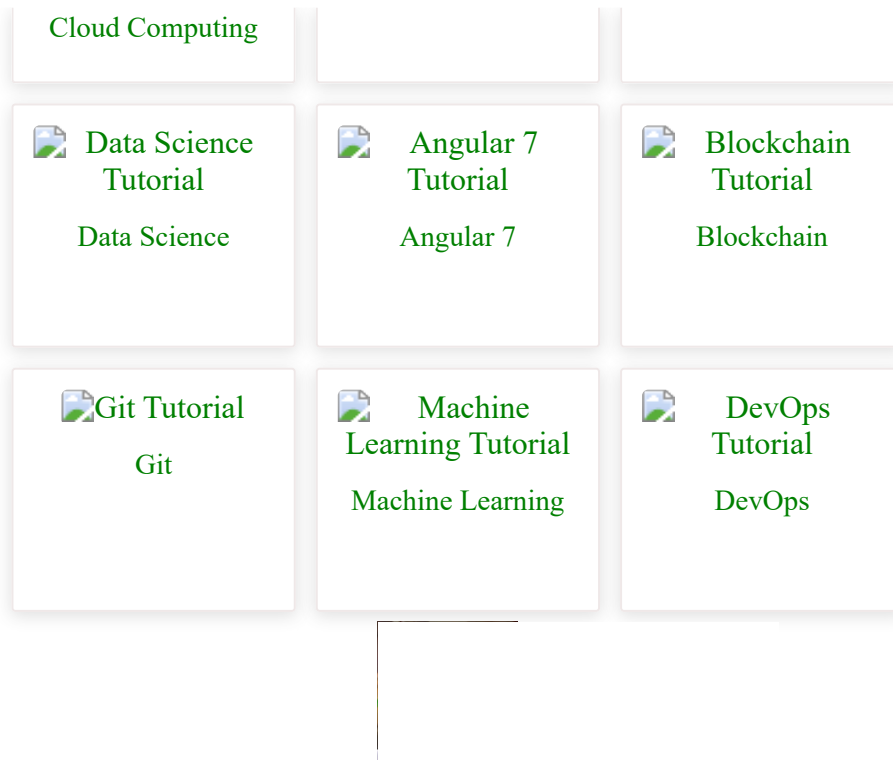 Cloud Computing
Data Science
Tutorial
Data Science
Angular 7
Tutorial
Angular 7
Blockchain
Tutorial
Blockchain
Git Tutorial
Git
Machine
Learning Tutorial
Machine Learning
DevOps
Tutorial
DevOps